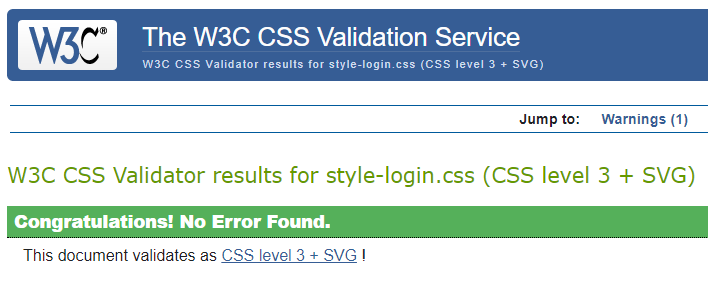 W3C® The W3C CSS Validation Service
W3C CSS Validator results for style-login.css (CSS level 3 + SVG)
Jump to: Warnings (1)
W3C CSS Validator results for style-login.css (CSS level 3 + SVG)
Congratulations! No Error Found.
This document validates as CSS level 3 + SVG !